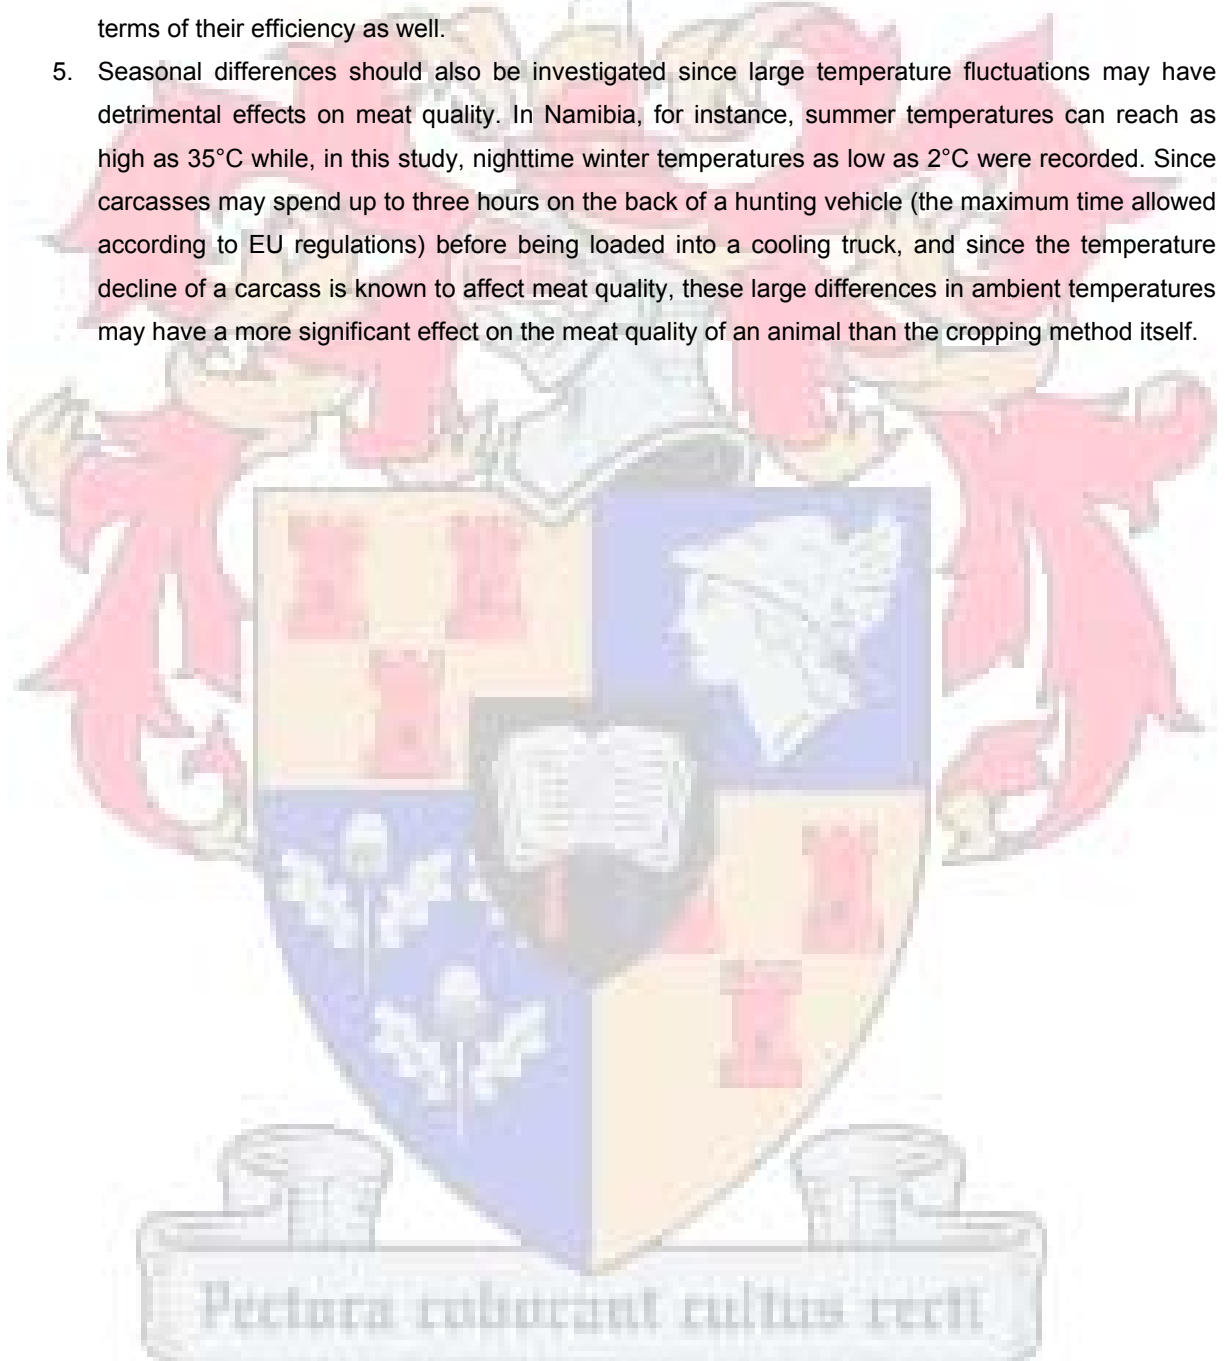 terms of their efficiency as well.
5. Seasonal differences should also be investigated since large temperature fluctuations may have
detrimental effects on meat quality. In Namibia, for instance, summer temperatures can reach as
high as 35°C while, in this study, nighttime winter temperatures as low as 2°C were recorded. Since
carcasses may spend up to three hours on the back of a hunting vehicle (the maximum time allowed
according to EU regulations) before being loaded into a cooling truck, and since the temperature
decline of a carcass is known to affect meat quality, these large differences in ambient temperatures
may have a more significant effect on the meat quality of an animal than the cropping method itself.
Pectora roborant cultus recti